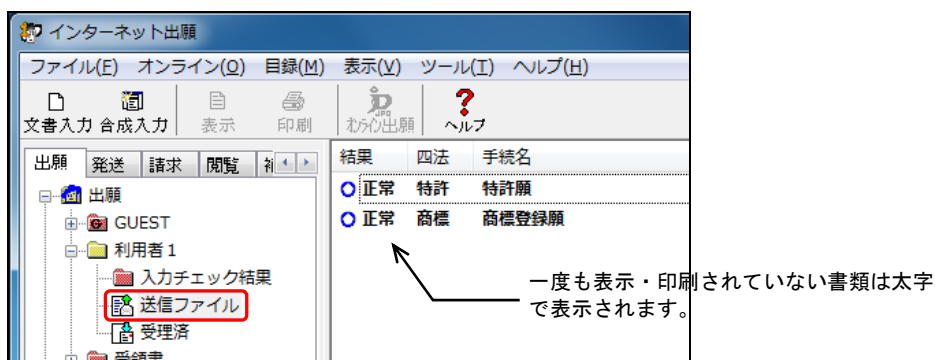 インターネット出願
ファイル(F) オンライン(O) 目録(M) 表示(V) ツール(T) ヘルプ(H)
文書入力 合成入力 表示 印刷 オンライン出願 ヘルプ
出願 発送 請求 閲覧
結果 四法 手続名
出願
正常 特許 特許願
GUEST
正常 商標 商標登録願
利用者1
入力チェック結果
送信ファイル
受理済
受領書
一度も表示・印刷されていない書類は太字
で表示されます。